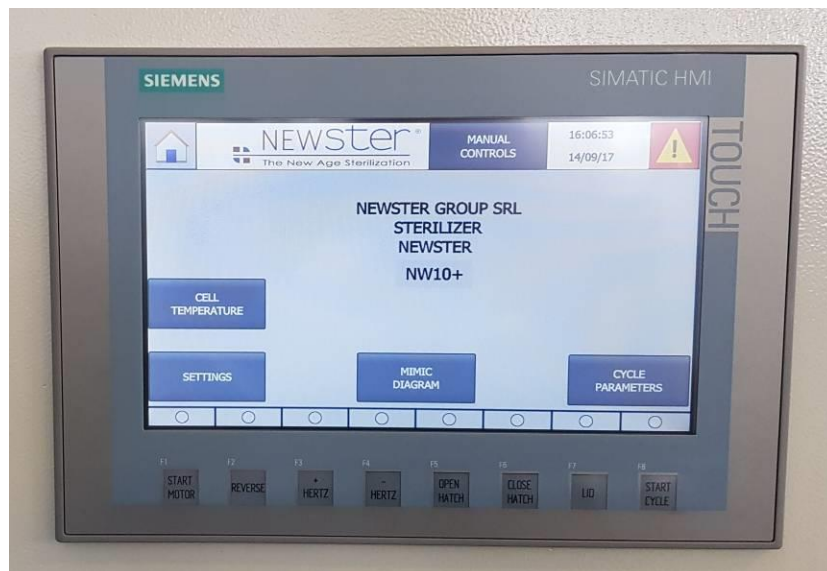 SIEMENS
SIMATIC HMI
TOUCH
NEWSter®
The New Age Sterilization
MANUAL
CONTROLS
16:06:53
14/09/17
NEWSTER GROUP SRL
STERILIZER
NEWSTER
NW10+
CELL
TEMPERATURE
SETTINGS
MIMIC
DIAGRAM
CYCLE
PARAMETERS
F1
START
MOTOR
F2
REVERSE
F3
+
HERTZ
F4
-
HERTZ
F5
OPEN
HATCH
F6
CLOSE
HATCH
F7
LID
F8
START
CYCLE